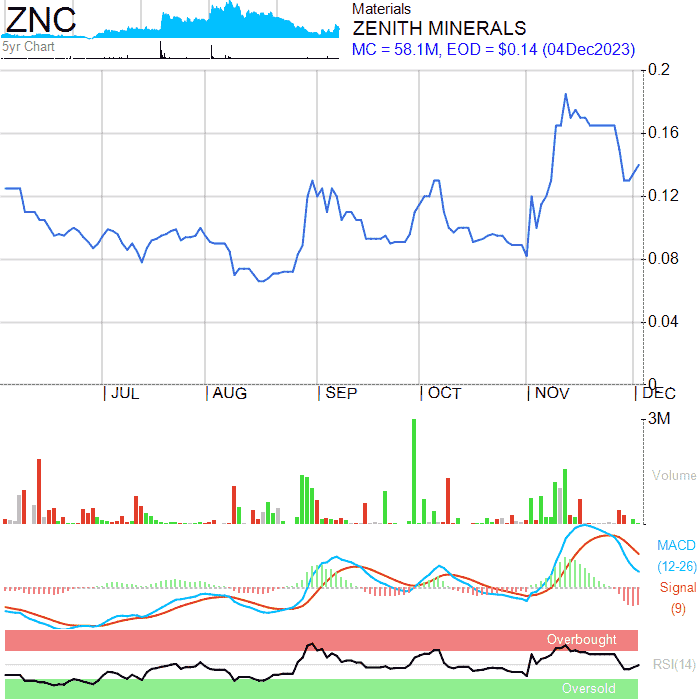 ZNC
5yr Chart
Materials
ZENITH MINERALS
MC = 58.1M, EOD = $0.14 (04Dec2023)
0.2
0.16
0.12
0.08
0.04
0
JUL AUG SEP OCT NOV DEC
3M
Volume
MACD
(12-26)
Signal
(9)
Overbought
RSI(14)
Oversold